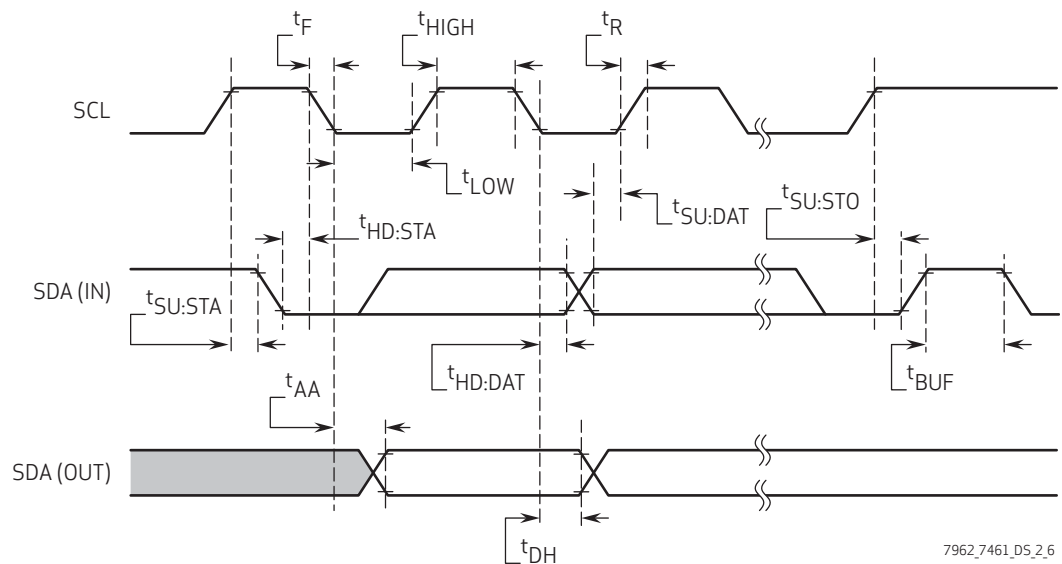 tF
tHIGH
tR
SCL
tLOW
tSU:DAT
tSU:STO
tHD:STA
SDA (IN)
tSU:STA
tHD:DAT
tBUF
tAA
SDA (OUT)
tDH
7962_7461_DS_2_6